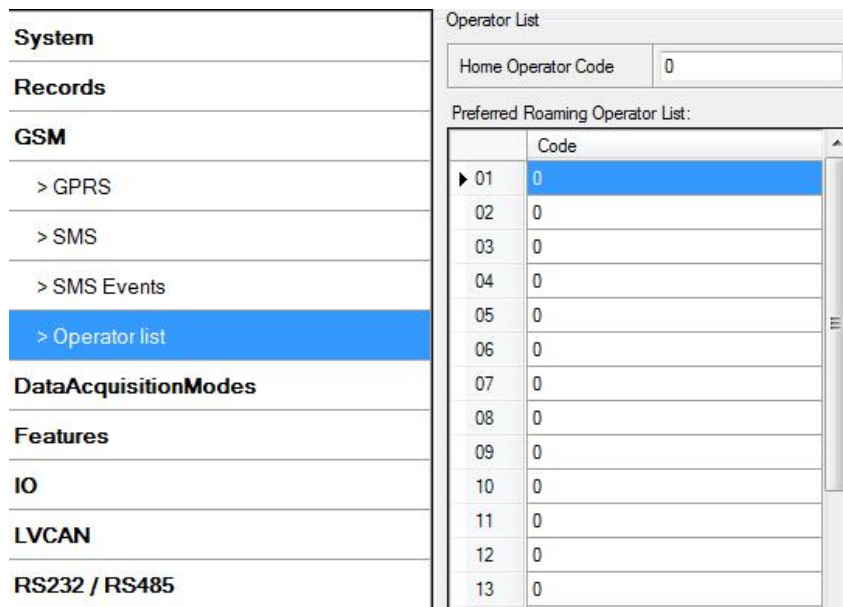 System
Records
GSM
> GPRS
> SMS
> SMS Events
> Operator list
DataAcquisitionModes
Features
IO
LVCAN
RS232 / RS485
Operator List
Home Operator Code 0
Preferred Roaming Operator List:
Code
01 0
02 0
03 0
04 0
05 0
06 0
07 0
08 0
09 0
10 0
11 0
12 0
13 0